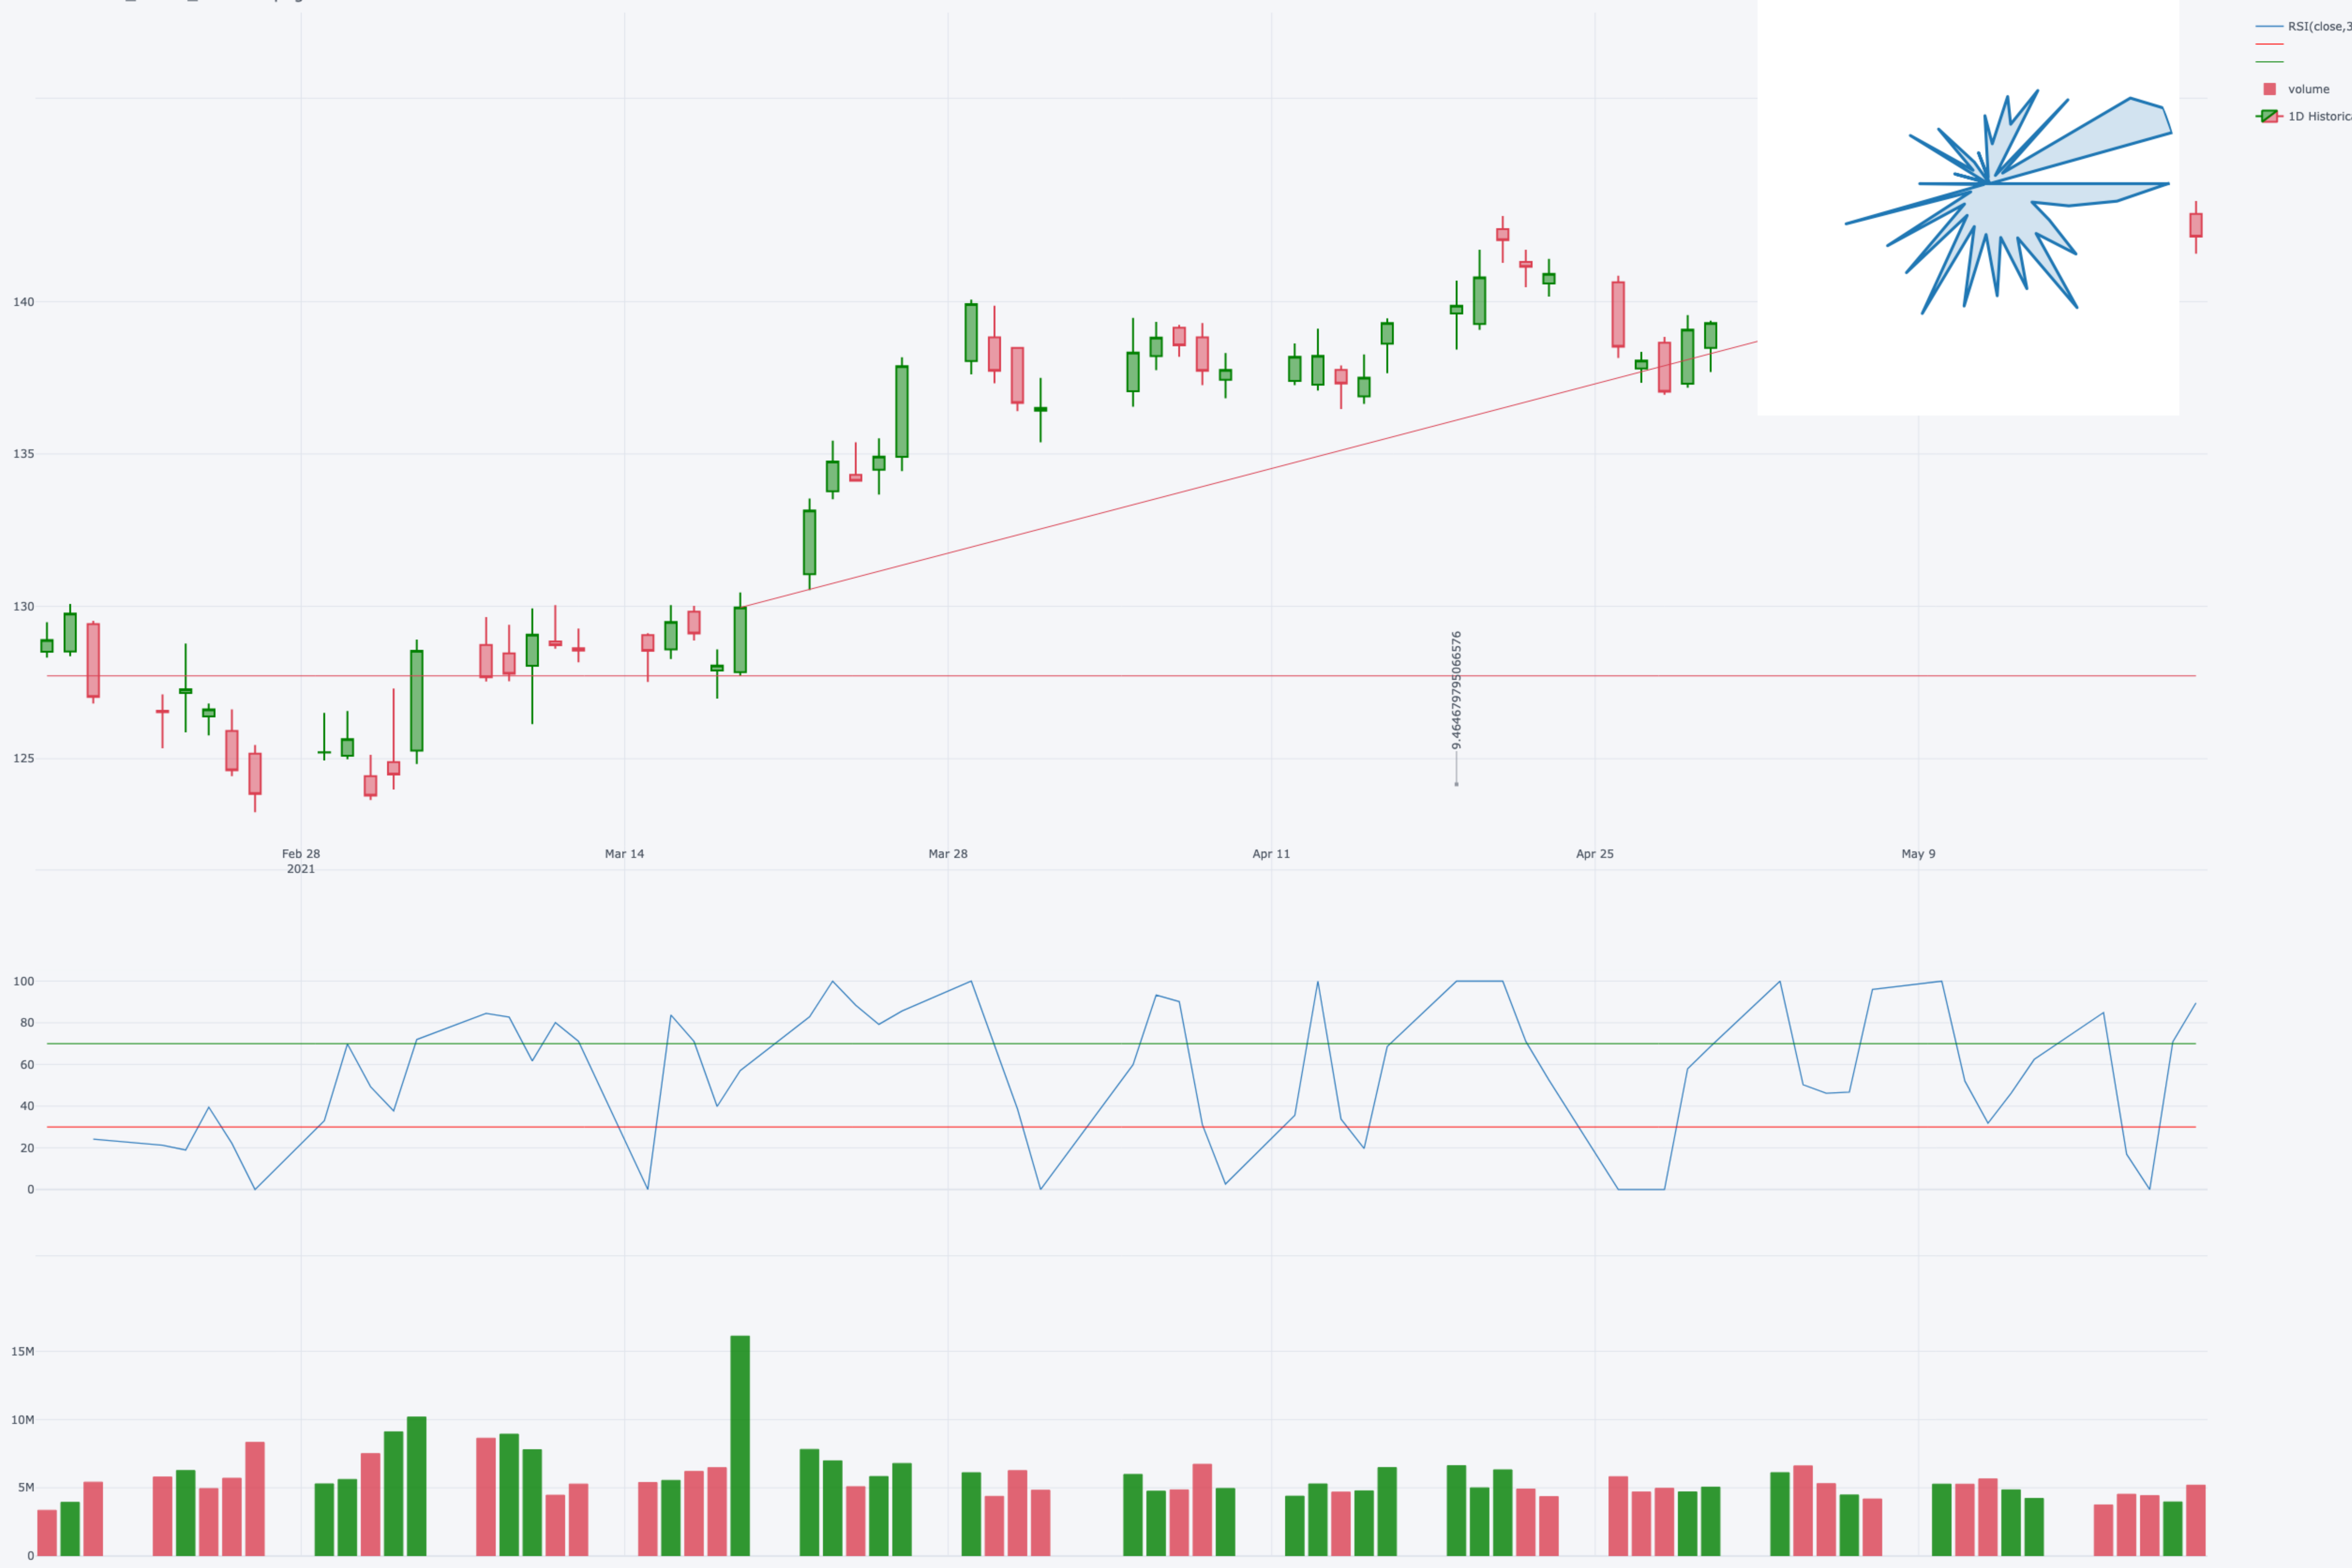 RSI(close,3
volume
1D Historic
140
135
130
125
9.464679795066576
Feb 28
2021
Mar 14
Mar 28
Apr 11
Apr 25
May 9
100
80
60
40
20
0
15M
10M
5M
0